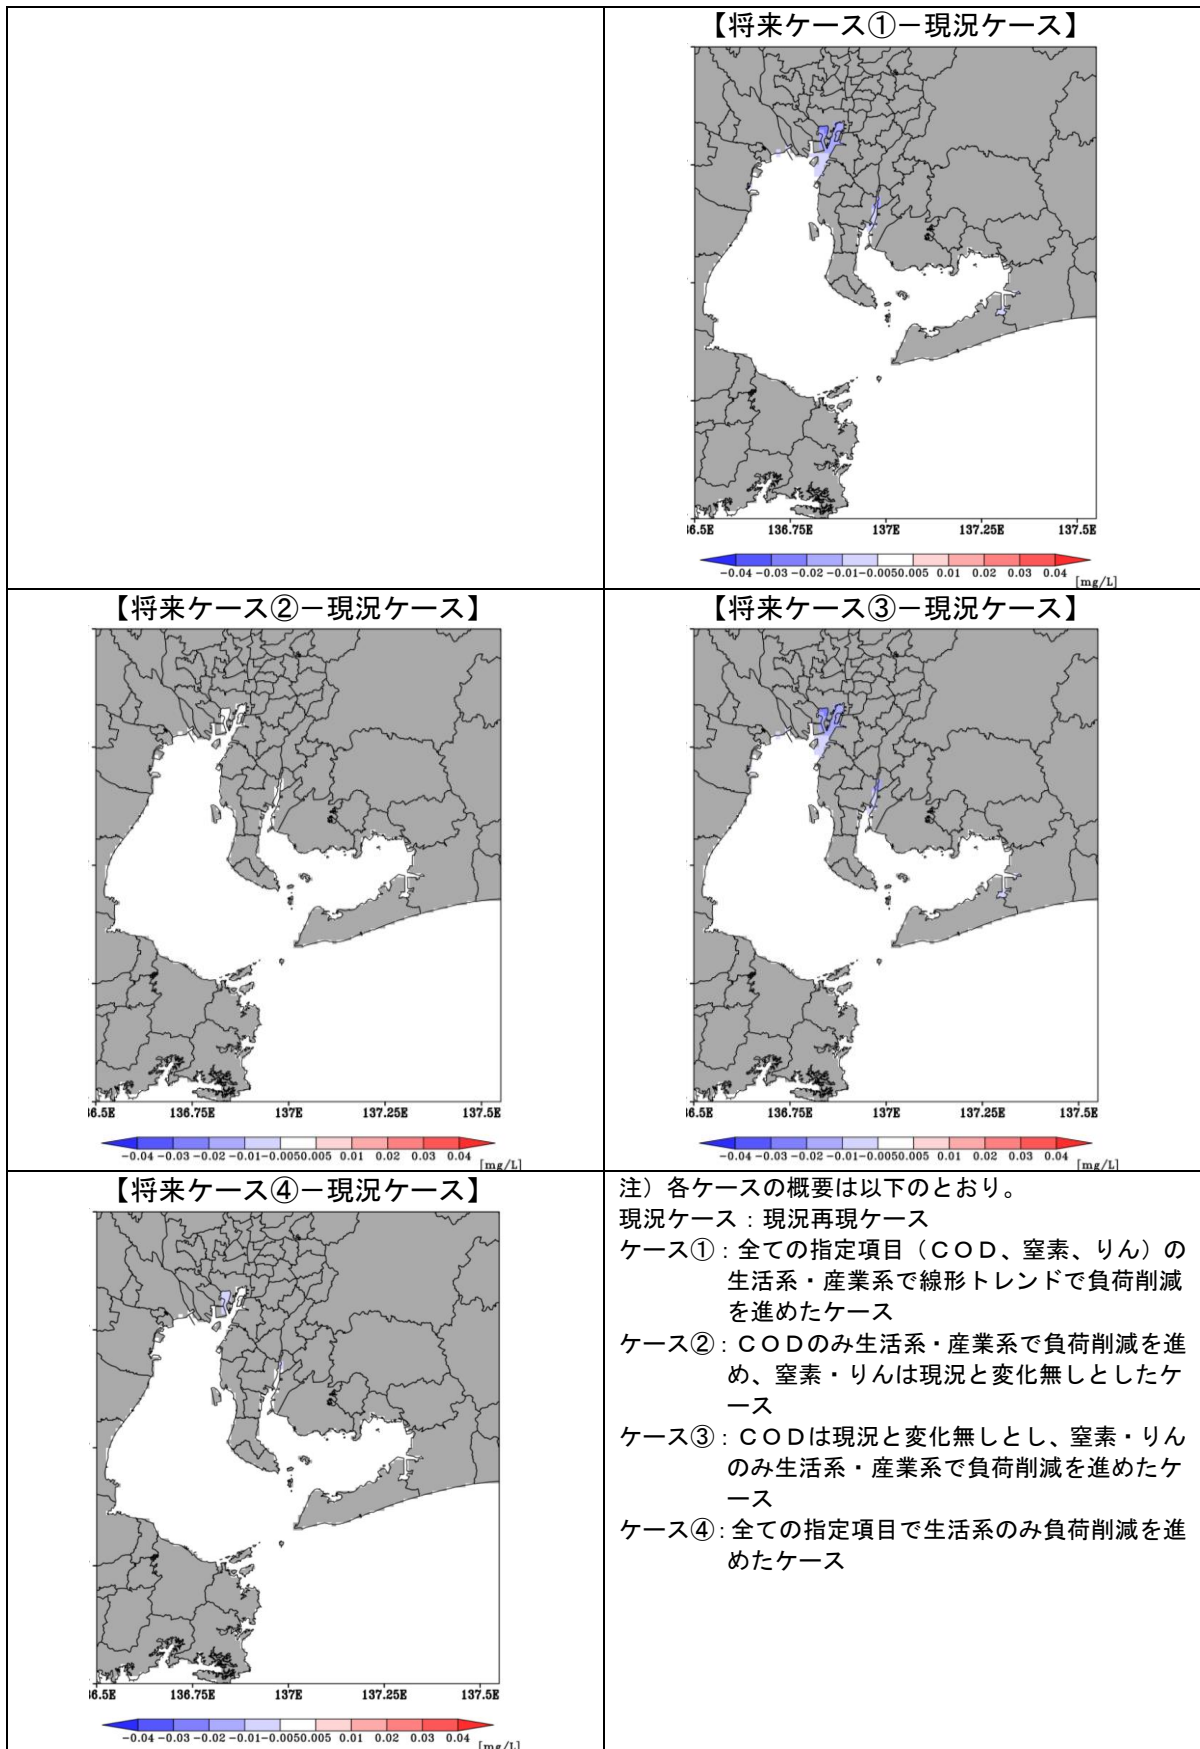 【将来ケース①－現況ケース】
36.5E 136.75E 137E 137.25E 137.5E
-0.04 -0.03 -0.02 -0.01 -0.005 0.005 0.01 0.02 0.03 0.04
[mg/L]
【将来ケース②－現況ケース】
36.5E 136.75E 137E 137.25E 137.5E
-0.04 -0.03 -0.02 -0.01 -0.005 0.005 0.01 0.02 0.03 0.04
[mg/L]
【将来ケース③－現況ケース】
36.5E 136.75E 137E 137.25E 137.5E
-0.04 -0.03 -0.02 -0.01 -0.005 0.005 0.01 0.02 0.03 0.04
[mg/L]
【将来ケース④－現況ケース】
36.5E 136.75E 137E 137.25E 137.5E
-0.04 -0.03 -0.02 -0.01 -0.005 0.005 0.01 0.02 0.03 0.04
[mg/L]
注）各ケースの概要は以下のとおり。
現況ケース：現況再現ケース
ケース①：全ての指定項目（ＣＯＤ、窒素、りん）の
生活系・産業系で線形トレンドで負荷削減
を進めたケース
ケース②：ＣＯＤのみ生活系・産業系で負荷削減を進
め、窒素・りんは現況と変化無しとしたケ
ース
ケース③：ＣＯＤは現況と変化無しとし、窒素・りん
のみ生活系・産業系で負荷削減を進めたケ
ース
ケース④：全ての指定項目で生活系のみ負荷削減を進
めたケース